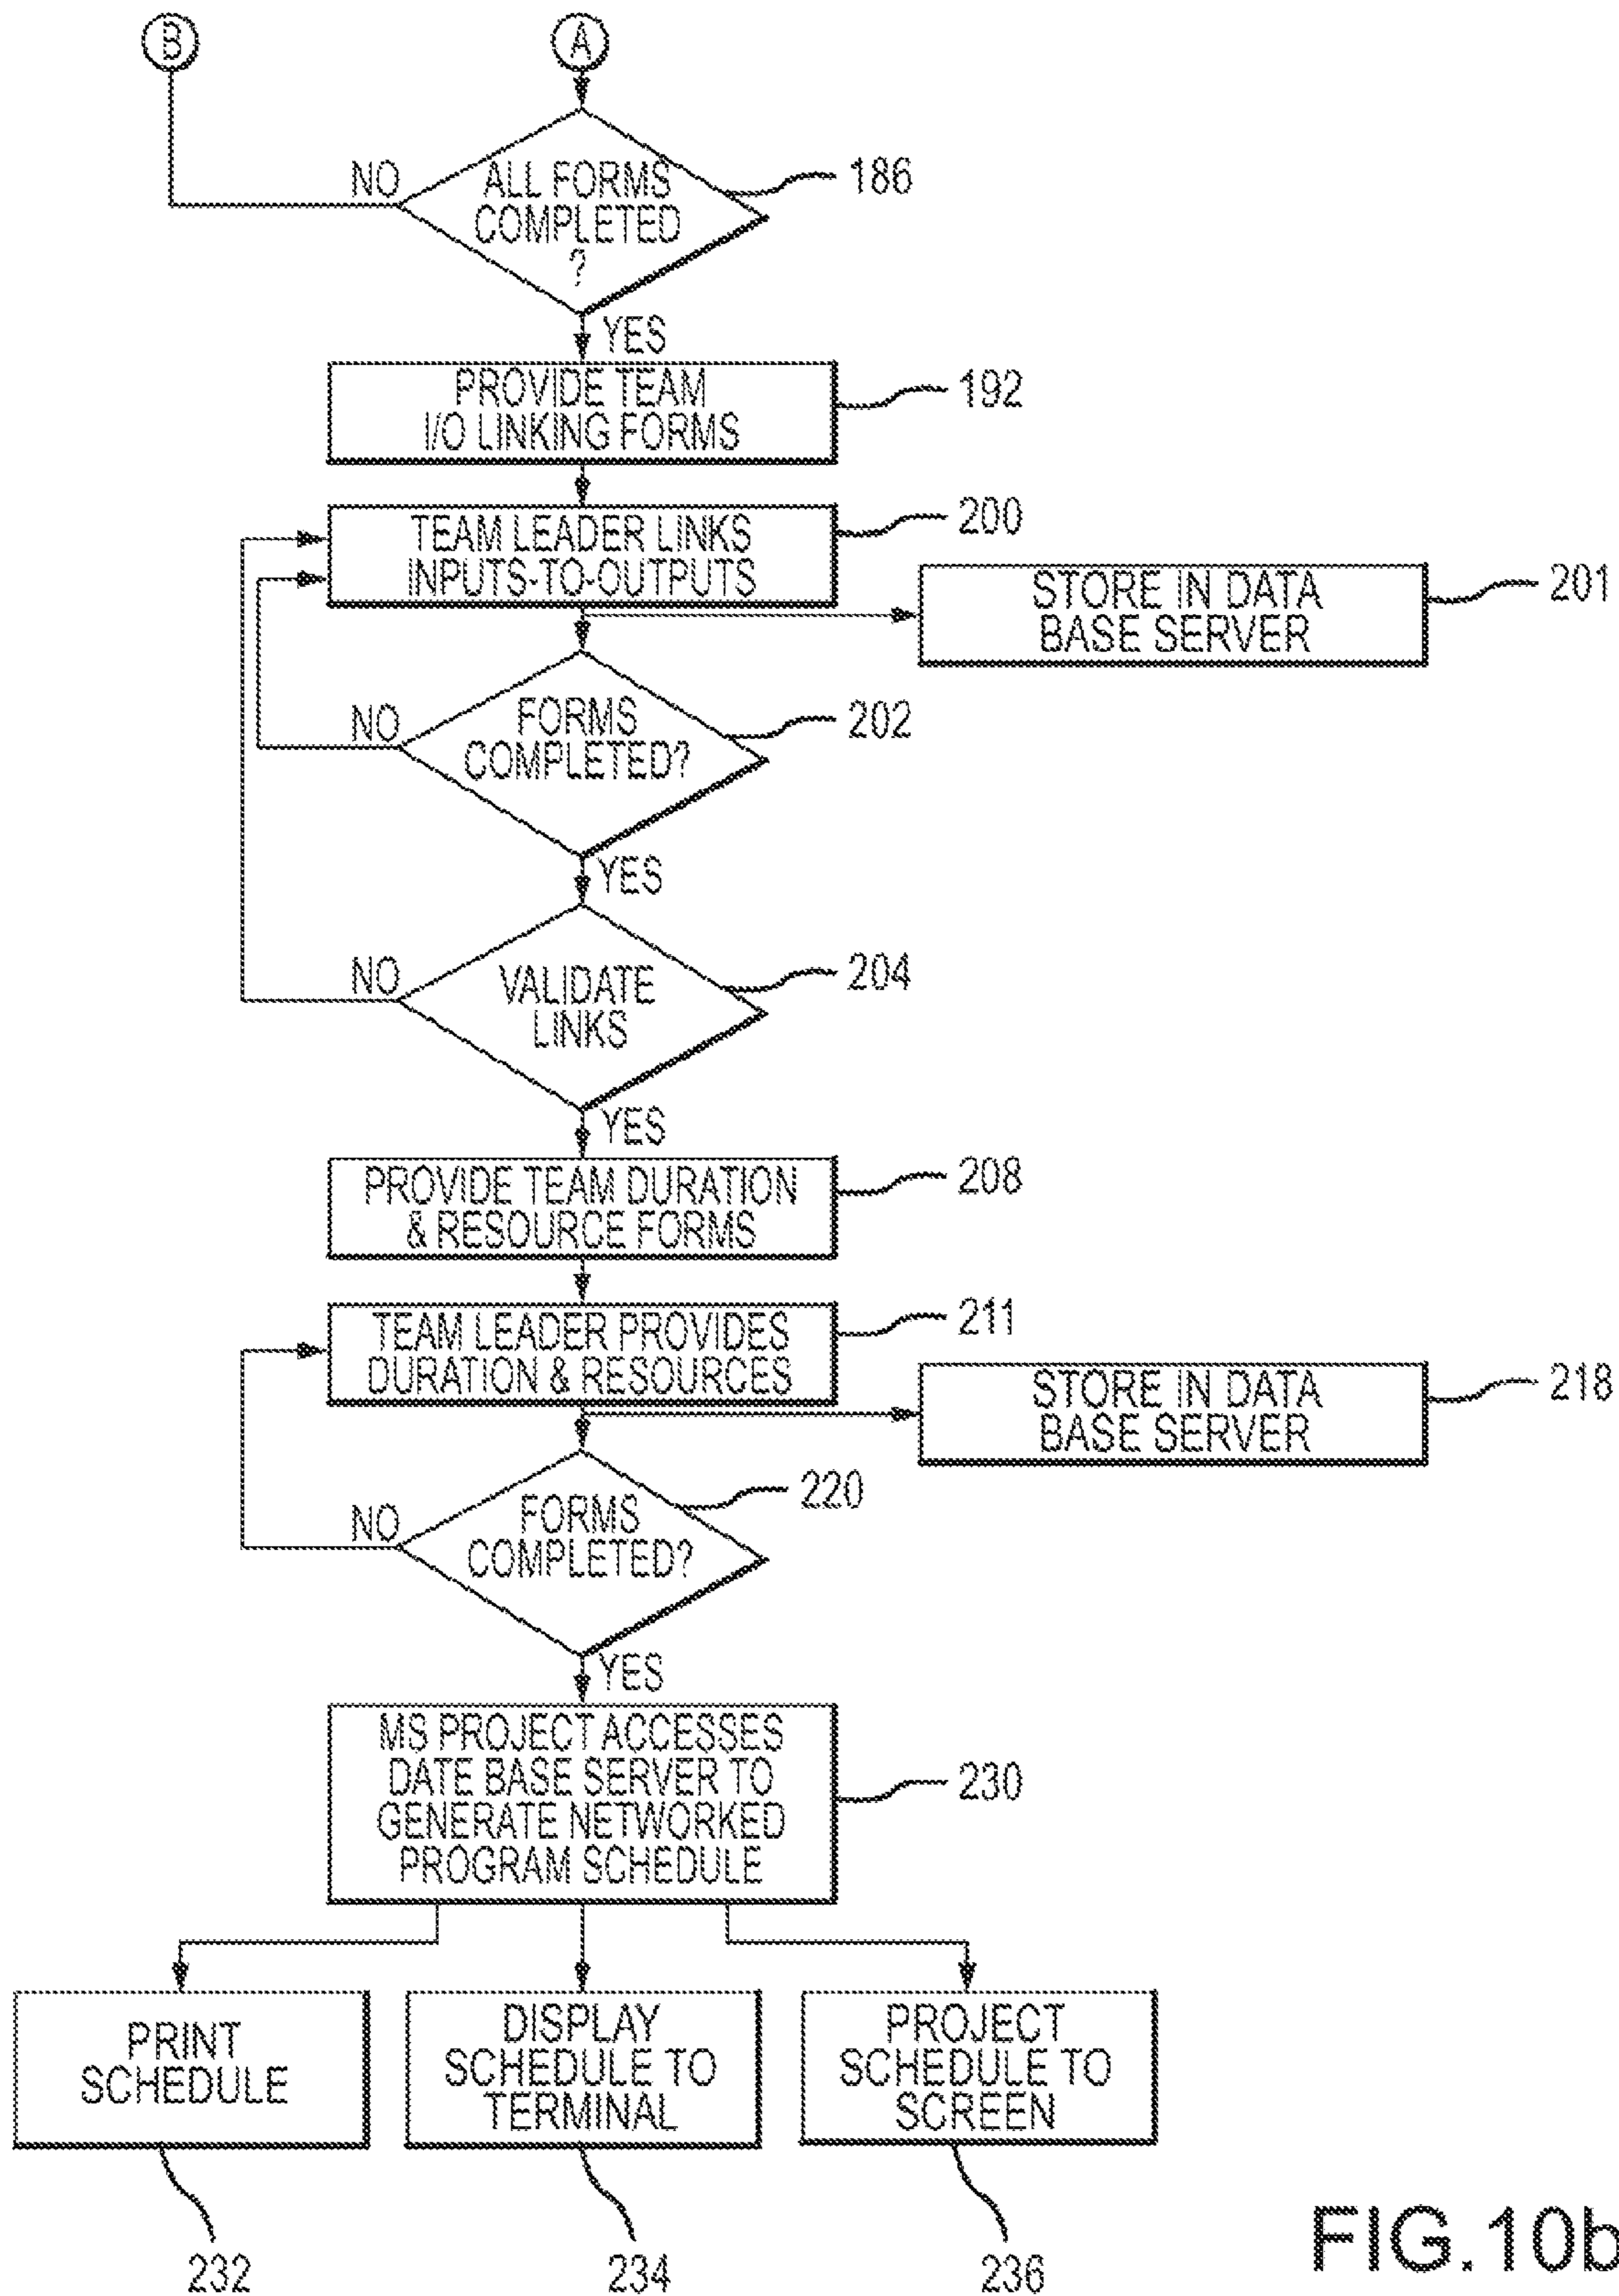 B
A
NO
ALL FORMS
COMPLETED
?
186
YES
PROVIDE TEAM
I/O LINKING FORMS
192
TEAM LEADER LINKS
INPUTS-TO-OUTPUTS
200
STORE IN DATA
BASE SERVER
201
NO
FORMS
COMPLETED?
202
YES
NO
VALIDATE
LINKS
204
YES
PROVIDE TEAM DURATION
& RESOURCE FORMS
208
TEAM LEADER PROVIDES
DURATION & RESOURCES
211
STORE IN DATA
BASE SERVER
218
NO
FORMS
COMPLETED?
220
YES
MS PROJECT ACCESSES
DATE BASE SERVER TO
GENERATE NETWORKED
PROGRAM SCHEDULE
230
PRINT
SCHEDULE
DISPLAY
SCHEDULE TO
TERMINAL
PROJECT
SCHEDULE TO
SCREEN
232
234
236
FIG.10b